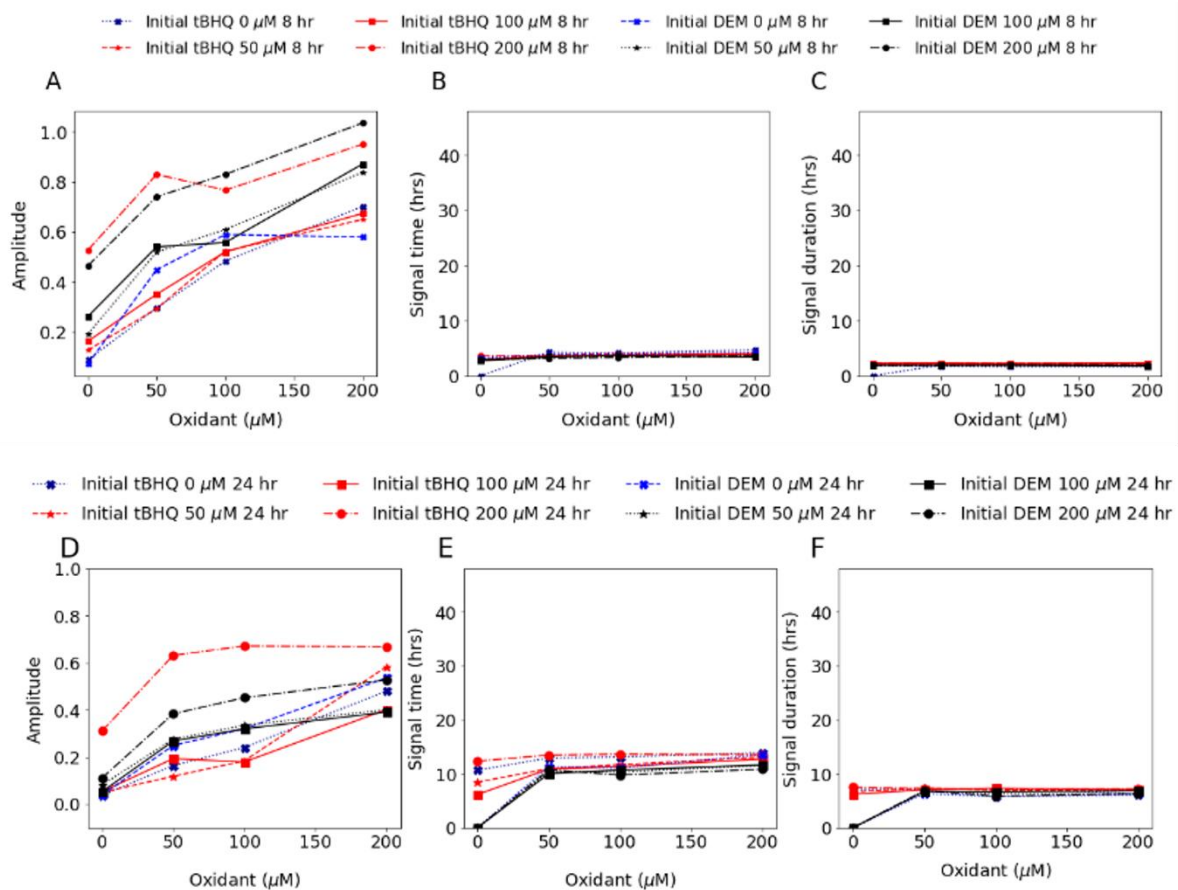 Initial tBHQ 0 μM 8 hr Initial tBHQ 100 μM 8 hr Initial DEM 0 μM 8 hr Initial DEM 100 μM 8 hr
Initial tBHQ 50 μM 8 hr Initial tBHQ 200 μM 8 hr Initial DEM 50 μM 8 hr Initial DEM 200 μM 8 hr
A B C
Amplitude
1.0
0.8
0.6
0.4
0.2
0 50 100 150 200
Oxidant (μM)
Signal time (hrs)
40
30
20
10
0
0 50 100 150 200
Oxidant (μM)
Signal duration (hrs)
40
30
20
10
0
0 50 100 150 200
Oxidant (μM)
Initial tBHQ 0 μM 24 hr Initial tBHQ 100 μM 24 hr Initial DEM 0 μM 24 hr Initial DEM 100 μM 24 hr
Initial tBHQ 50 μM 24 hr Initial tBHQ 200 μM 24 hr Initial DEM 50 μM 24 hr Initial DEM 200 μM 24 hr
D E F
Amplitude
1.0
0.8
0.6
0.4
0.2
0.0
0 50 100 150 200
Oxidant (μM)
Signal time (hrs)
40
30
20
10
0
0 50 100 150 200
Oxidant (μM)
Signal duration (hrs)
40
30
20
10
0
0 50 100 150 200
Oxidant (μM)